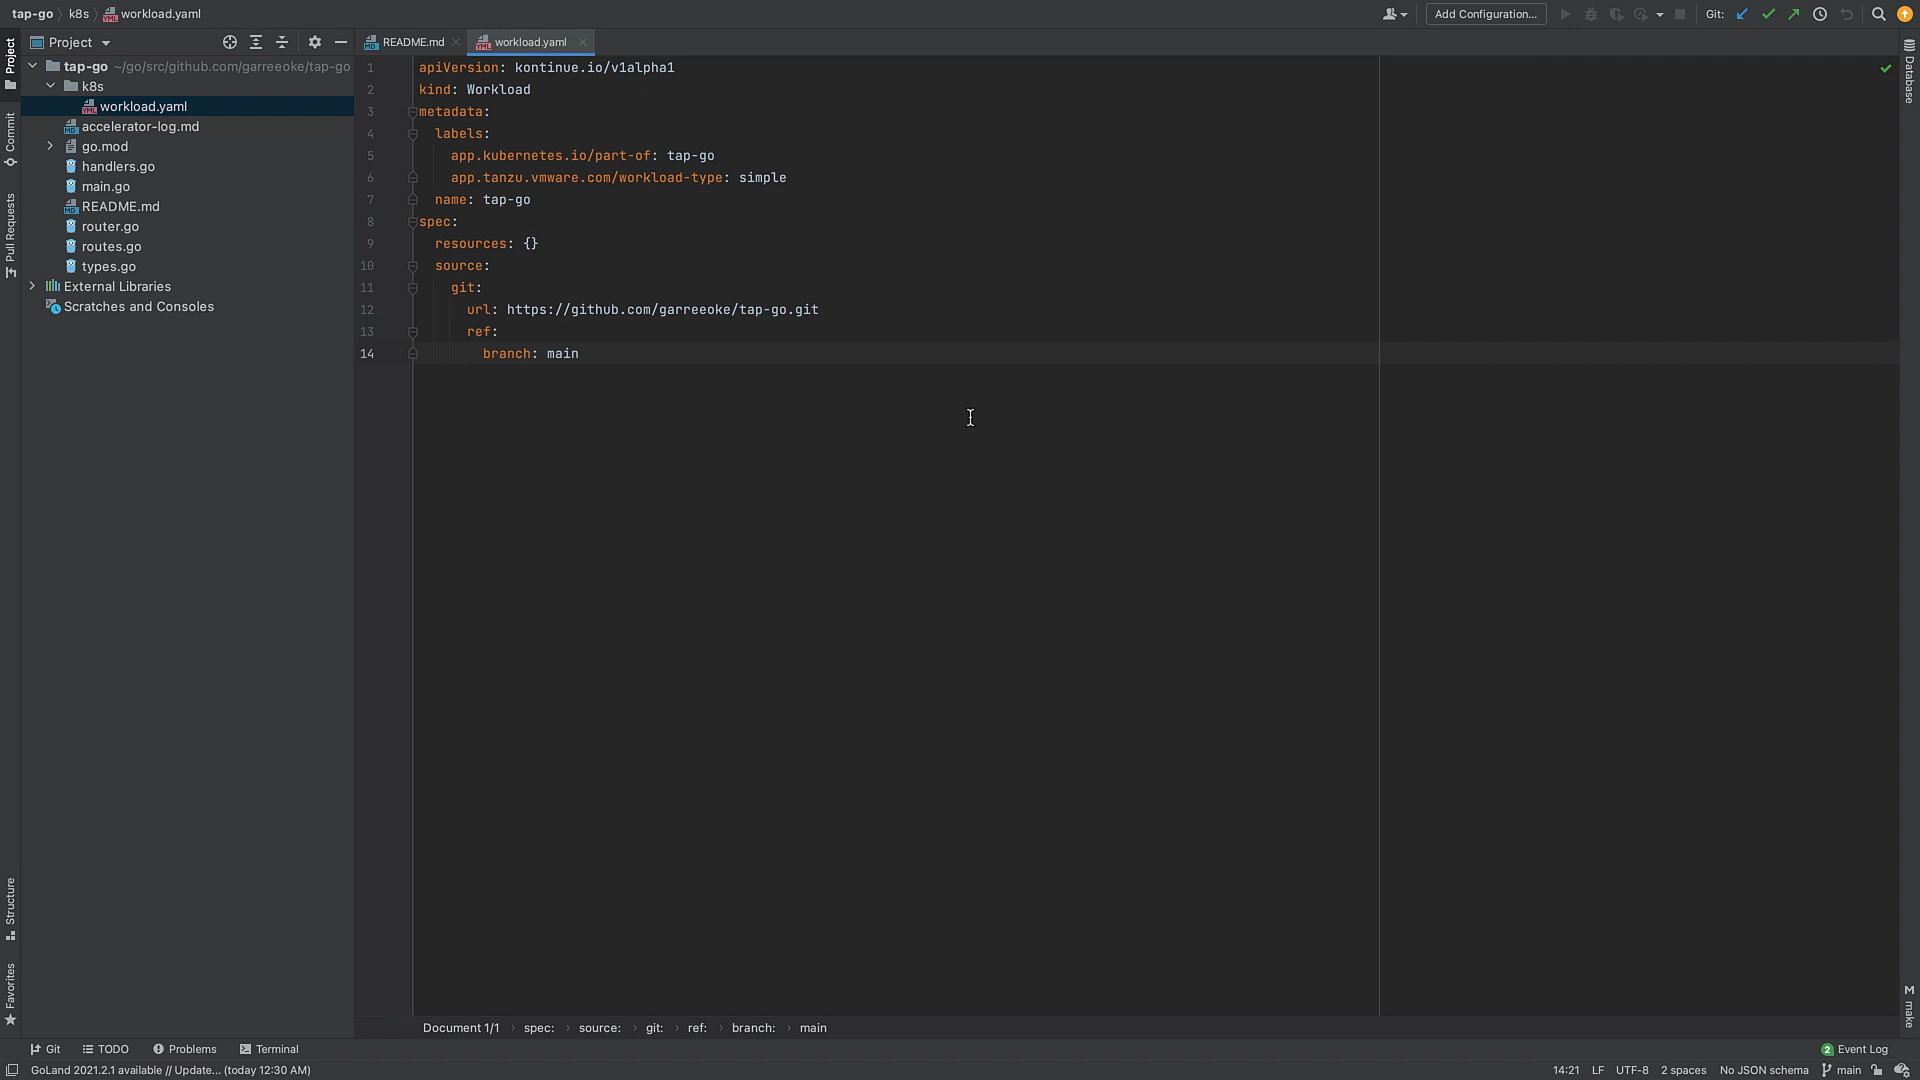 tap-go k8s workload.yaml
Add Configuration...
Git:
Project
README.md
workload.yaml
tap-go ~/go/src/github.com/garreeoke/tap-go
k8s
workload.yaml
accelerator-log.md
go.mod
handlers.go
main.go
README.md
router.go
routes.go
types.go
External Libraries
Scratches and Consoles
Project
Commit
Pull Requests
Structure
Favorites
1 apiVersion: kontinue.io/v1alpha1
2 kind: Workload
3 metadata:
4 labels:
5 app.kubernetes.io/part-of: tap-go
6 app.tanzu.vmware.com/workload-type: simple
7 name: tap-go
8 spec:
9 resources: {}
10 source:
11 git:
12 url: https://github.com/garreeoke/tap-go.git
13 ref:
14 branch: main
Database
make
Document 1/1 spec: source: git: ref: branch: main
Git TODO Problems Terminal
2 Event Log
GoLand 2021.2.1 available // Update... (today 12:30 AM)
14:21 LF UTF-8 2 spaces No JSON schema main